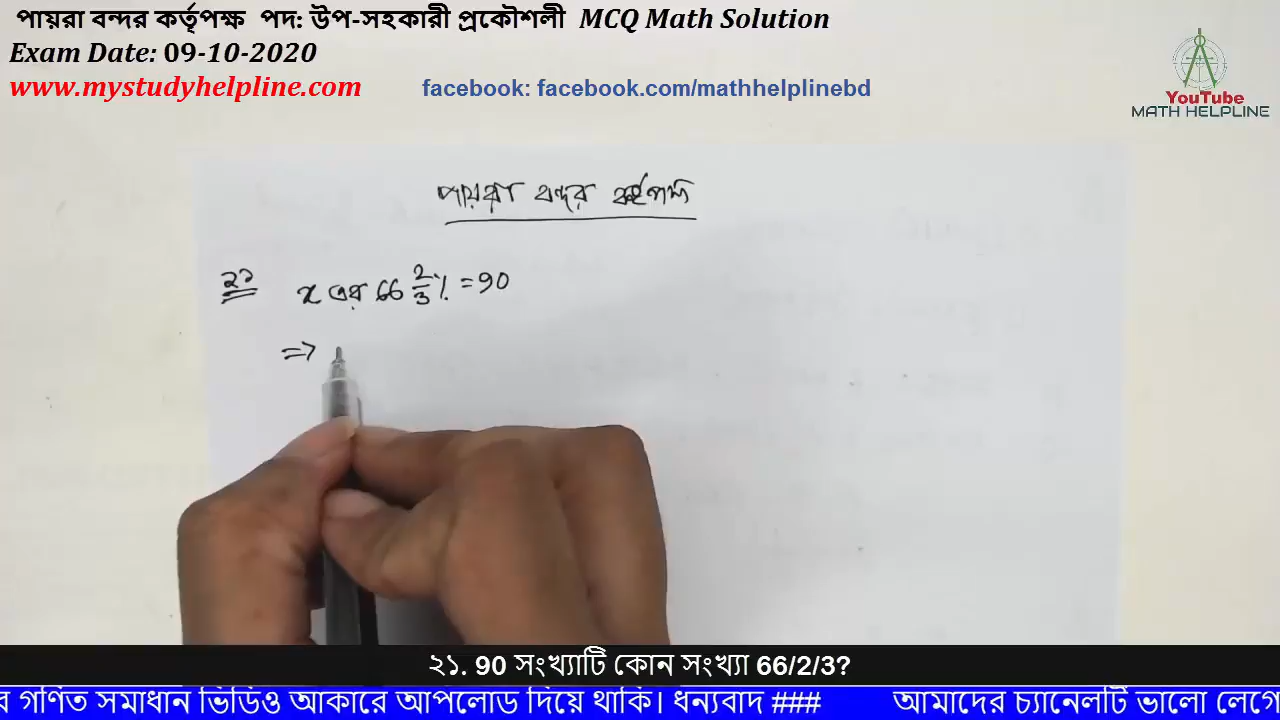 পায়রা বন্দর কর্তৃপক্ষ পদ: উপ-সহকারী প্রকৌশলী MCQ Math Solution
Exam Date: 09-10-2020
www.mystudyhelpline.com facebook: facebook.com/mathhelplinebd
YouTube
MATH HELPLINE
পায়রা বন্দর কর্তৃপক্ষ
২১ x এর 66 2/3 % = 90
⇒
২১. 90 সংখ্যাটি কোন সংখ্যা 66/2/3?
র গণিত সমাধান ভিডিও আকারে আপলোড দিয়ে থাকি। ধন্যবাদ ### আমাদের চ্যানেলটি ভালো লেগে